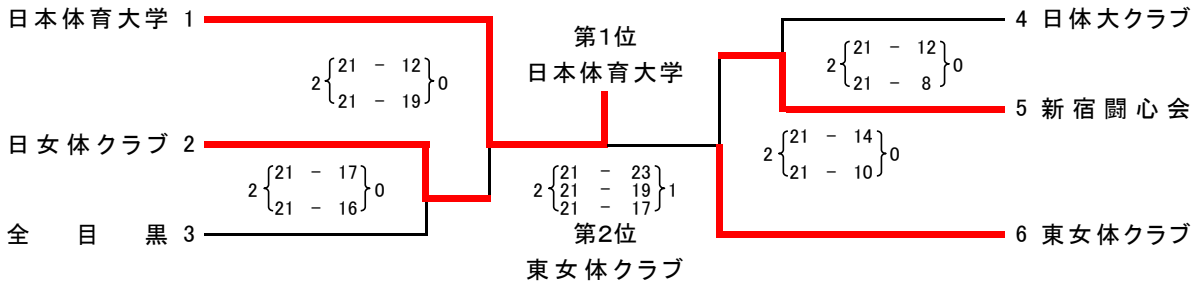 日本体育大学 1
4 日体大クラブ
第1位
日本体育大学
2 21 - 12 0
21 - 19
2 21 - 12 0
21 - 8
5 新宿闘心会
日女体クラブ 2
2 21 - 14 0
21 - 10
2 21 - 17 0
21 - 16
2 21 - 23 1
21 - 19
21 - 17
全目黒 3
第2位
東女体クラブ
6 東女体クラブ